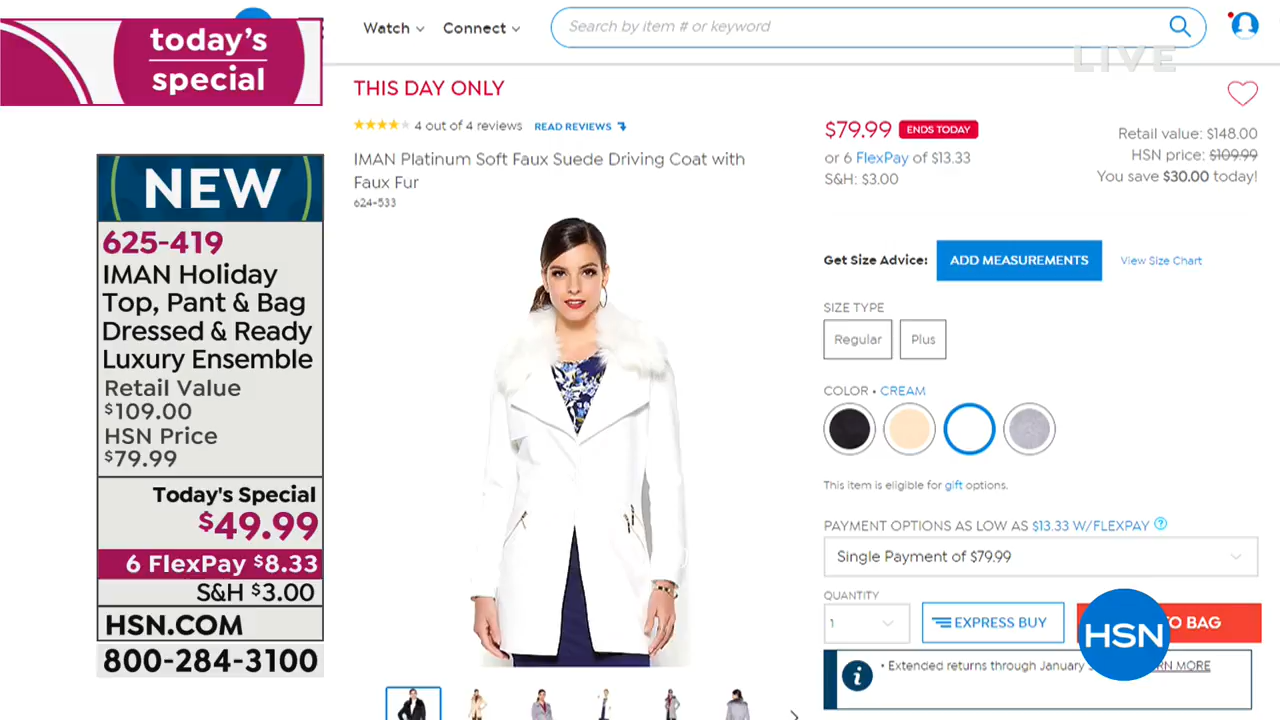 today's
special
Watch
Connect
Search by item # or keyword
LIVE
NEW
625-419
IMAN Holiday
Top, Pant & Bag
Dressed & Ready
Luxury Ensemble
Retail Value
$109.00
HSN Price
$79.99
Today's Special
$49.99
6 FlexPay $8.33
S&H $3.00
HSN.COM
800-284-3100
THIS DAY ONLY
4 out of 4 reviews READ REVIEWS
IMAN Platinum Soft Faux Suede Driving Coat with
Faux Fur
624-533
$79.99 ENDS TODAY
or 6 FlexPay of $13.33
S&H: $3.00
Retail value: $148.00
HSN price: $109.99
You save $30.00 today!
Get Size Advice: ADD MEASUREMENTS View Size Chart
SIZE TYPE
Regular Plus
COLOR • CREAM
This item is eligible for gift options.
PAYMENT OPTIONS AS LOW AS $13.33 W/FLEXPAY ?
Single Payment of $79.99
QUANTITY
1 EXPRESS BUY TO BAG
HSN
• Extended returns through January MORE